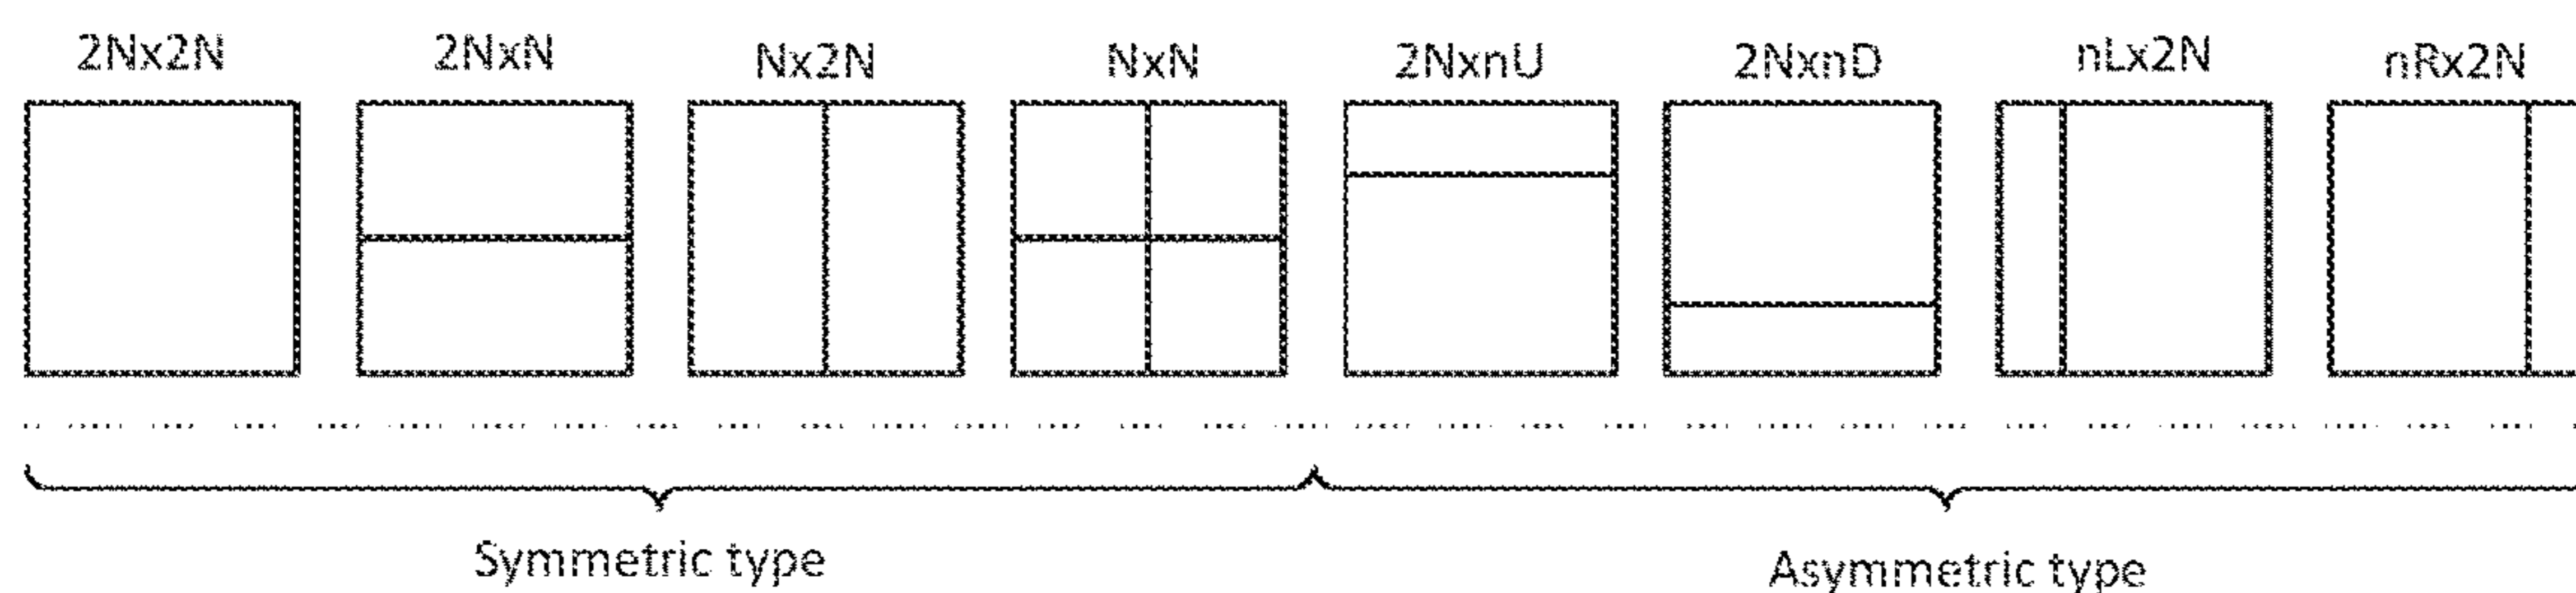 2Nx2N 2NxN Nx2N NxN 2NxnU 2NxnD nLx2N nRx2N
Symmetric type Asymmetric type